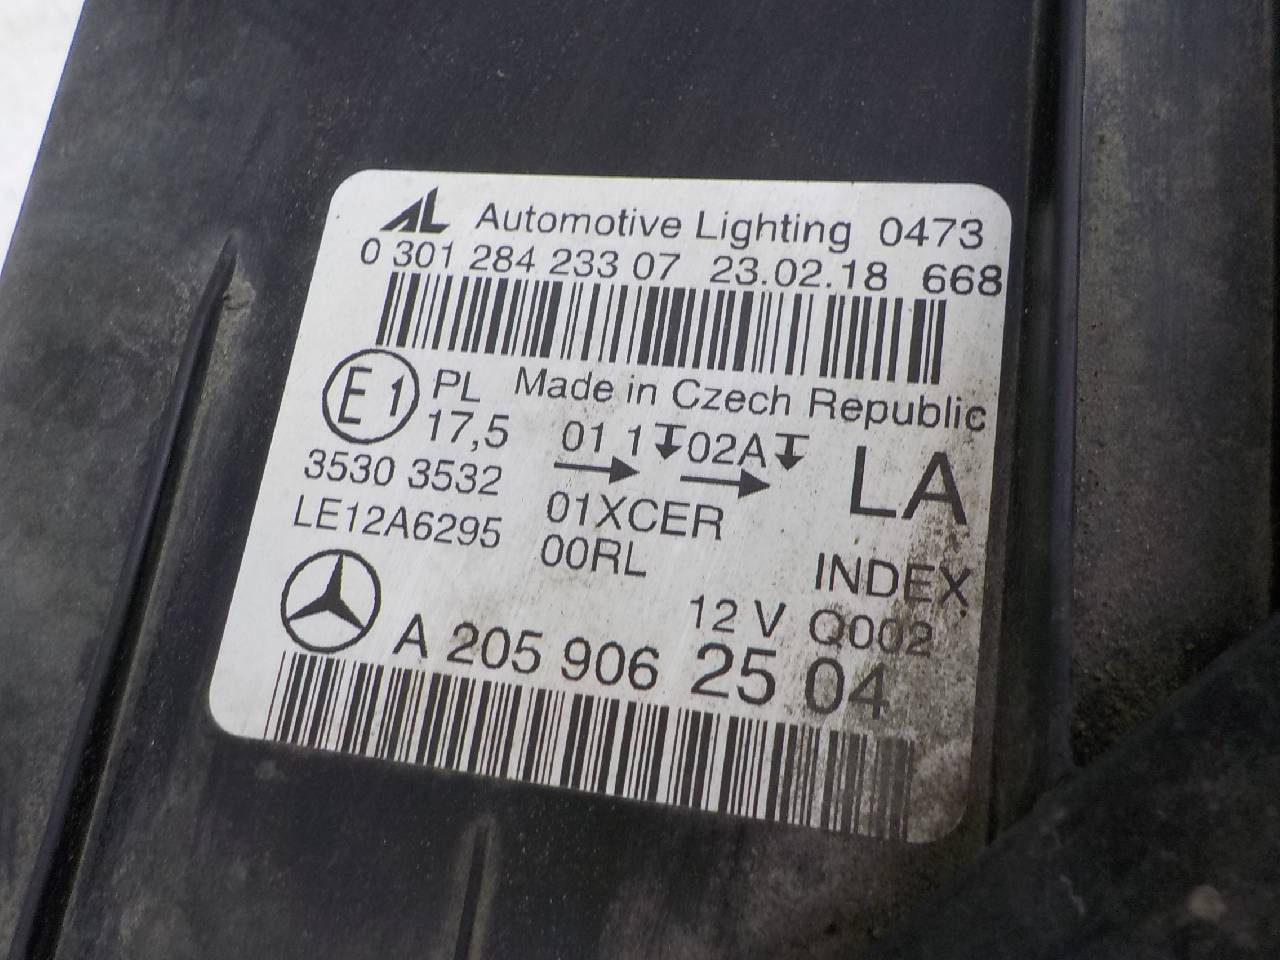 AL Automotive Lighting 0473
0 301 284 233 07 23.02.18 668
E1 PL Made in Czech Republic
17,5 01 1 02A LA
3530 3532 01XCER
LE12A6295 00RL INDEX
12 V Q002
A 205 906 25 04